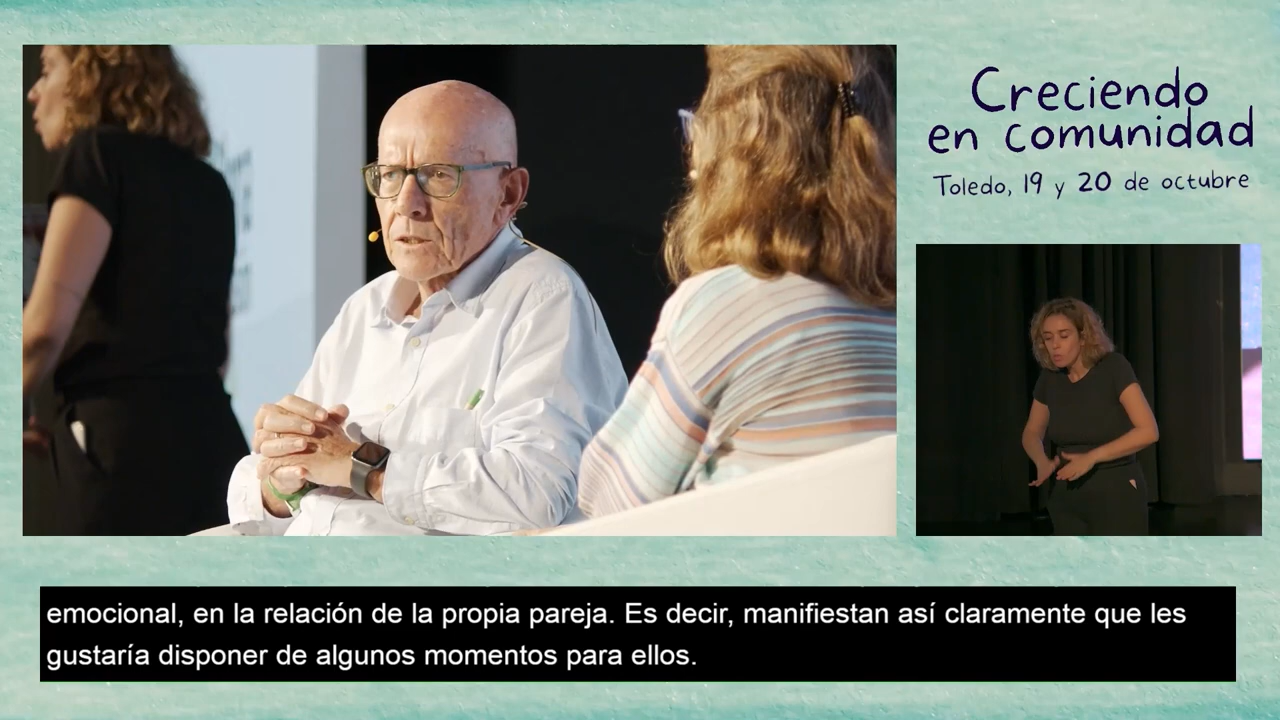 Creciendo
en comunidad
Toledo, 19 y 20 de octubre
emocional, en la relación de la propia pareja. Es decir, manifiestan así claramente que les
gustaría disponer de algunos momentos para ellos.